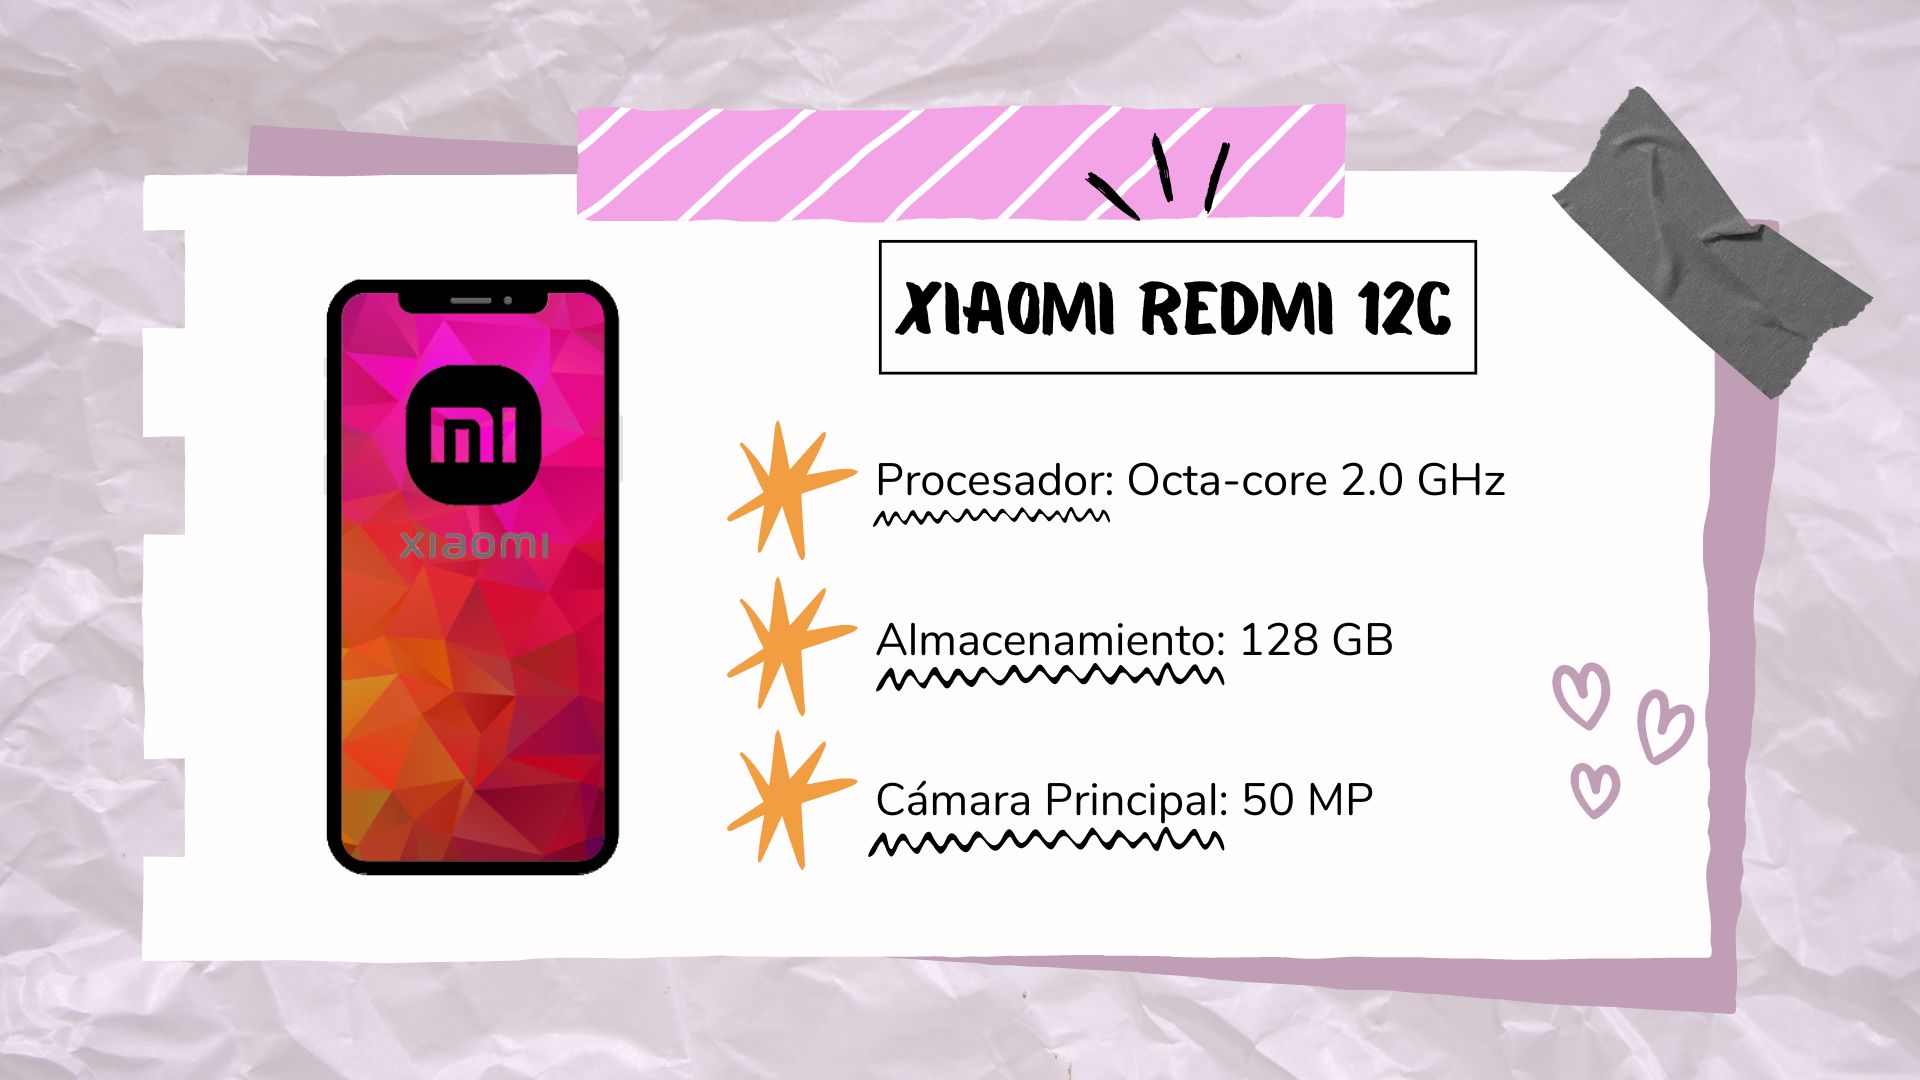 XIAOMI REDMI 12C
mi
xiaomi
Procesador: Octa-core 2.0 GHz
Almacenamiento: 128 GB
Cámara Principal: 50 MP